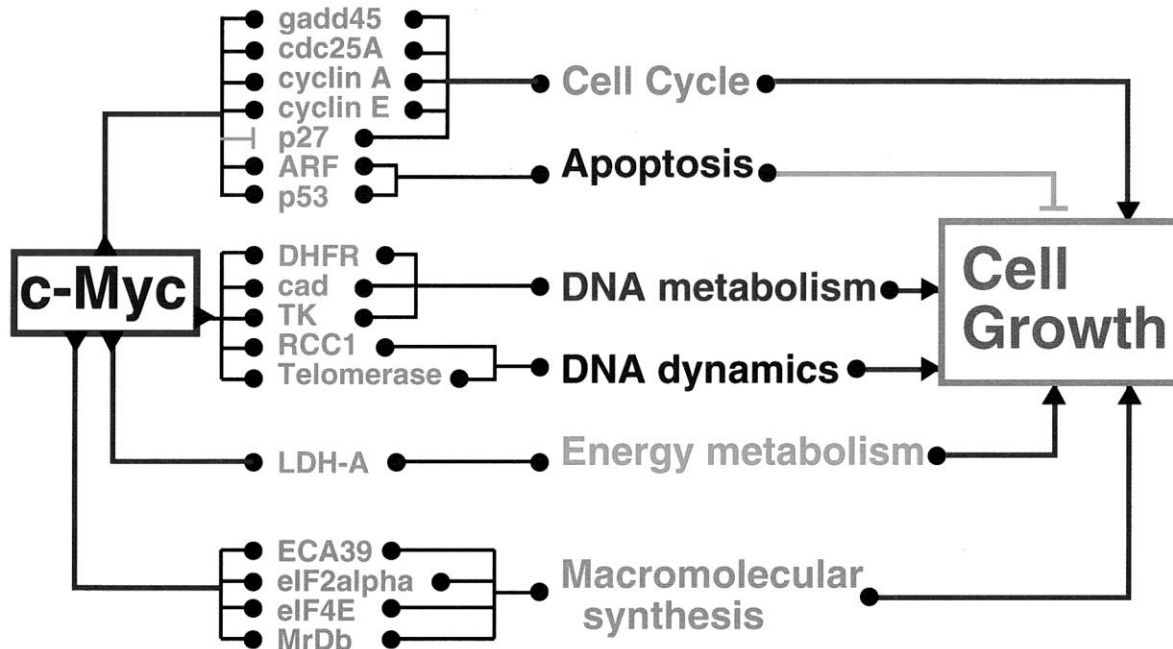 gadd45
cdc25A
cyclin A
cyclin E
p27
ARF
p53
Cell Cycle
Apoptosis
c-Myc
DHFR
cad
TK
RCC1
Telomerase
DNA metabolism
DNA dynamics
Cell
Growth
LDH-A
Energy metabolism
ECA39
eIF2alpha
eIF4E
MrDb
Macromolecular
synthesis